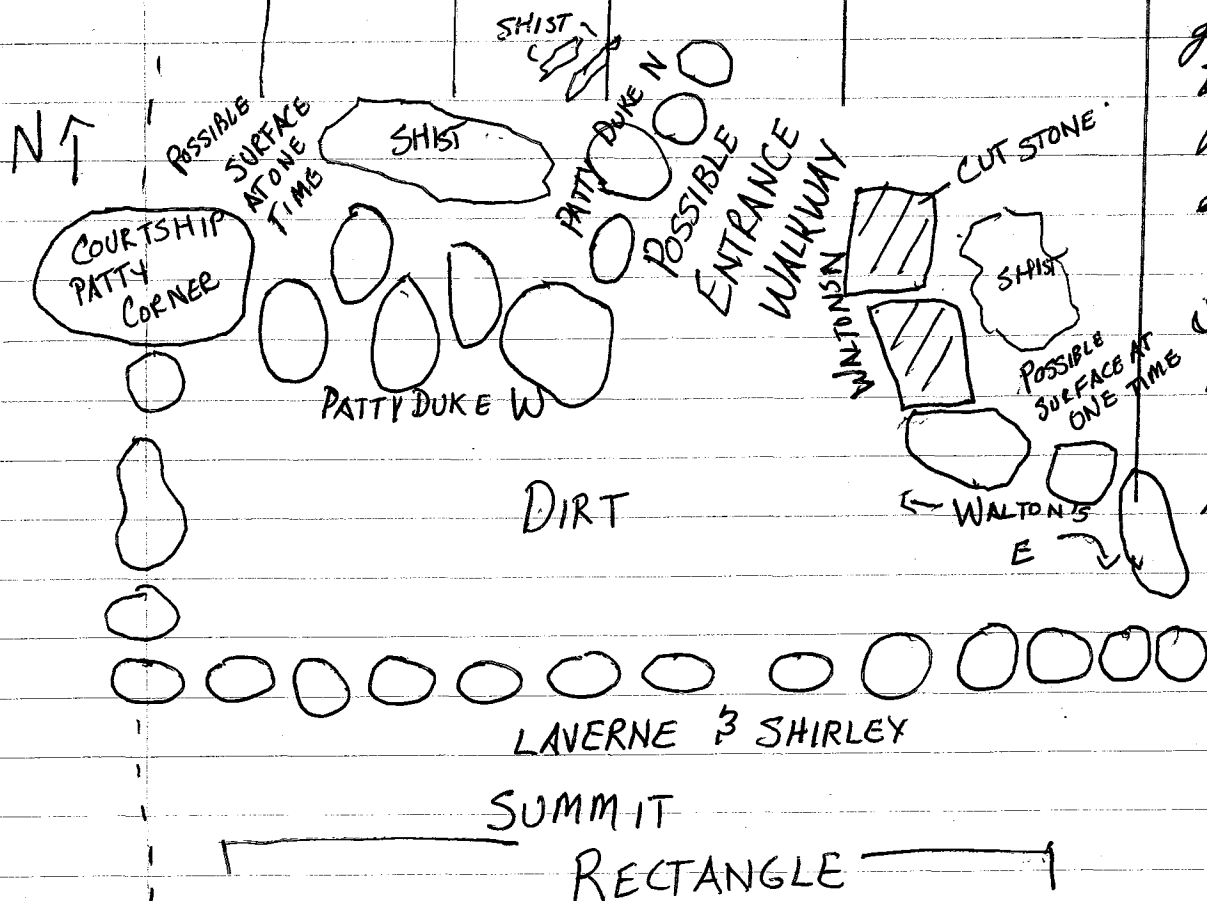 SHIST
N
POSSIBLE
SURFACE
AT ONE
TIME
SHIST
PATTY DUKE N
POSSIBLE
ENTRANCE
WALKWAY
CUT STONE
COURTSHIP
PATTY
CORNER
SHIST
WALTONS N
PATTY DUKE W
POSSIBLE
SURFACE AT
ONE TIME
DIRT
WALTON'S
E
LAVERNE & SHIRLEY
SUMMIT
RECTANGLE